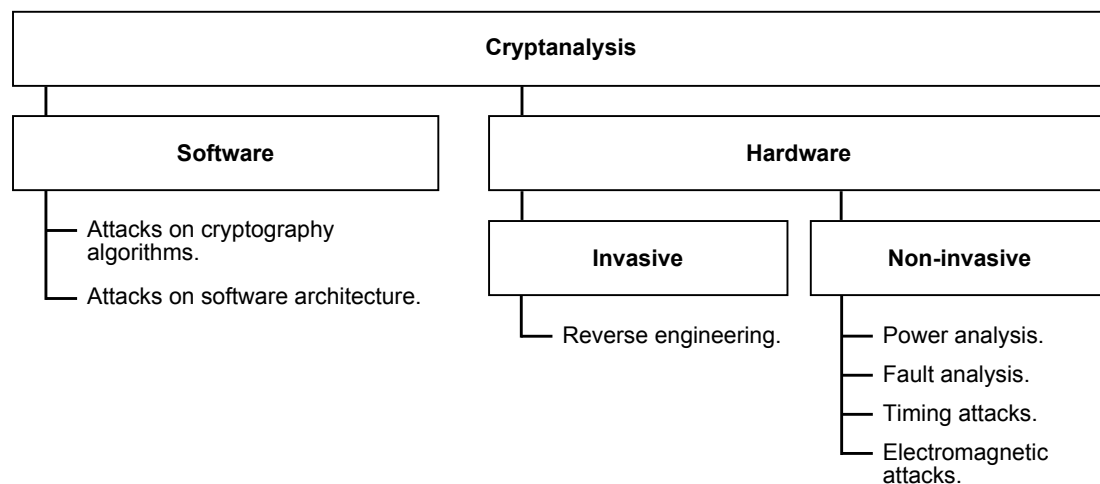 Cryptanalysis
Software
Hardware
Attacks on cryptography
algorithms.
Attacks on software architecture.
Invasive
Non-invasive
Reverse engineering.
Power analysis.
Fault analysis.
Timing attacks.
Electromagnetic
attacks.